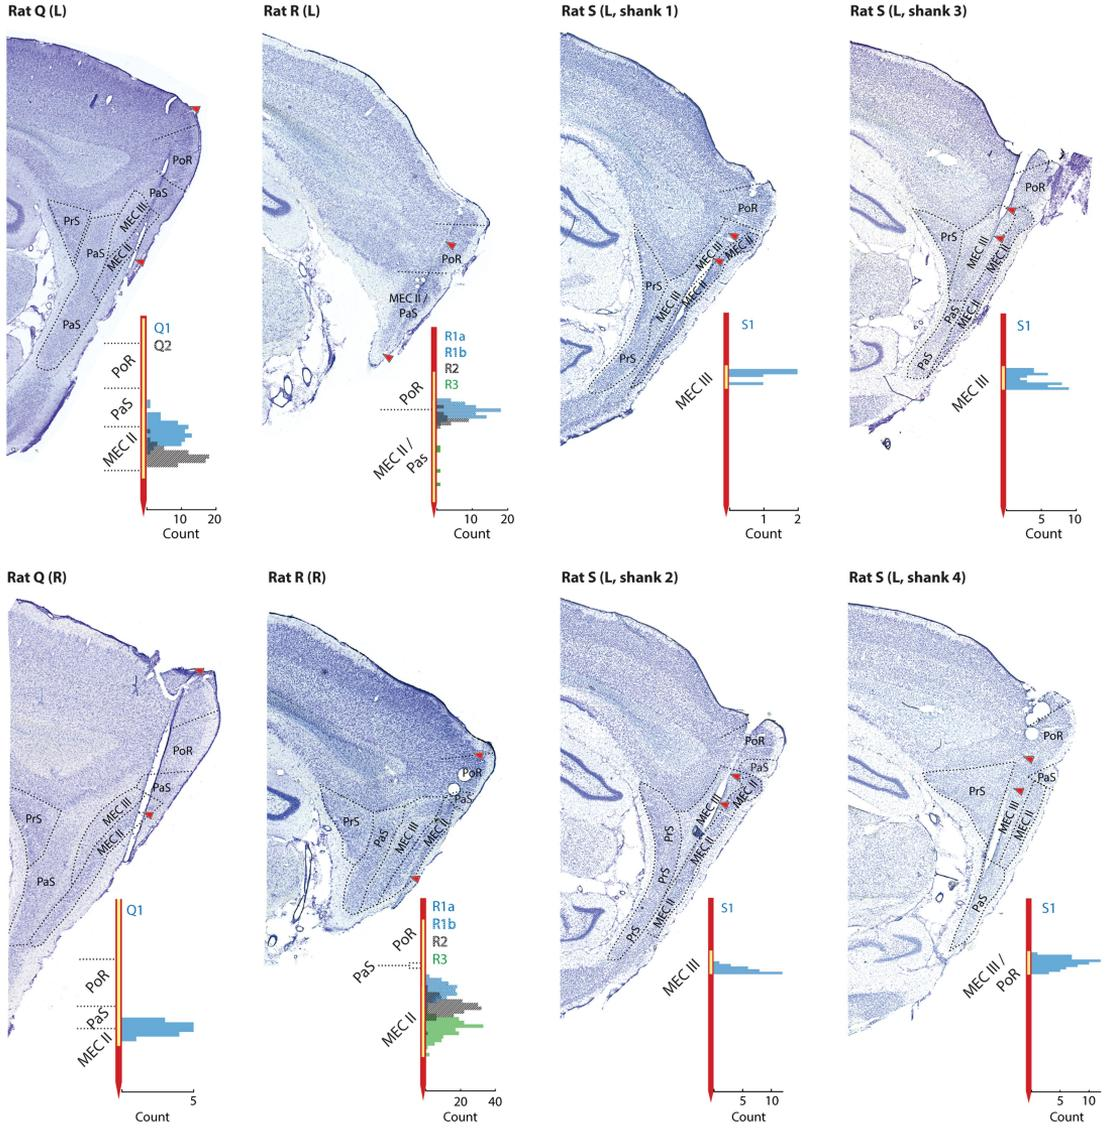 Rat Q (L)
PoR
PaS
MEC III
PrS
PaS
MEC II
PaS
Q1
Q2
PoR
PaS
MEC II
10 20
Count
Rat R (L)
PoR
MEC II /
PaS
R1a
R1b
R2
R3
PoR
MEC II /
Pas
10 20
Count
Rat S (L, shank 1)
PoR
MEC III
MEC II
PrS
MEC III
MEC II
PrS
S1
MEC III
1 2
Count
Rat S (L, shank 3)
PoR
PrS
MEC III
MEC II
PaS
MEC II
PaS
S1
MEC III
5 10
Count
Rat Q (R)
PoR
PaS
MEC III
PrS
MEC II
PaS
Q1
PoR
PaS
MEC II
5
Count
Rat R (R)
PoR
PaS
PrS
PaS
MEC III
MEC II
R1a
R1b
R2
R3
PoR
PaS
MEC II
20 40
Count
Rat S (L, shank 2)
PoR
PaS
MEC III
MEC II
PrS
MEC II
PrS
MEC II
PrS
S1
MEC III
5 10
Count
Rat S (L, shank 4)
PoR
PaS
PrS
MEC III
MEC II
PaS
S1
MEC III /
PoR
5 10
Count